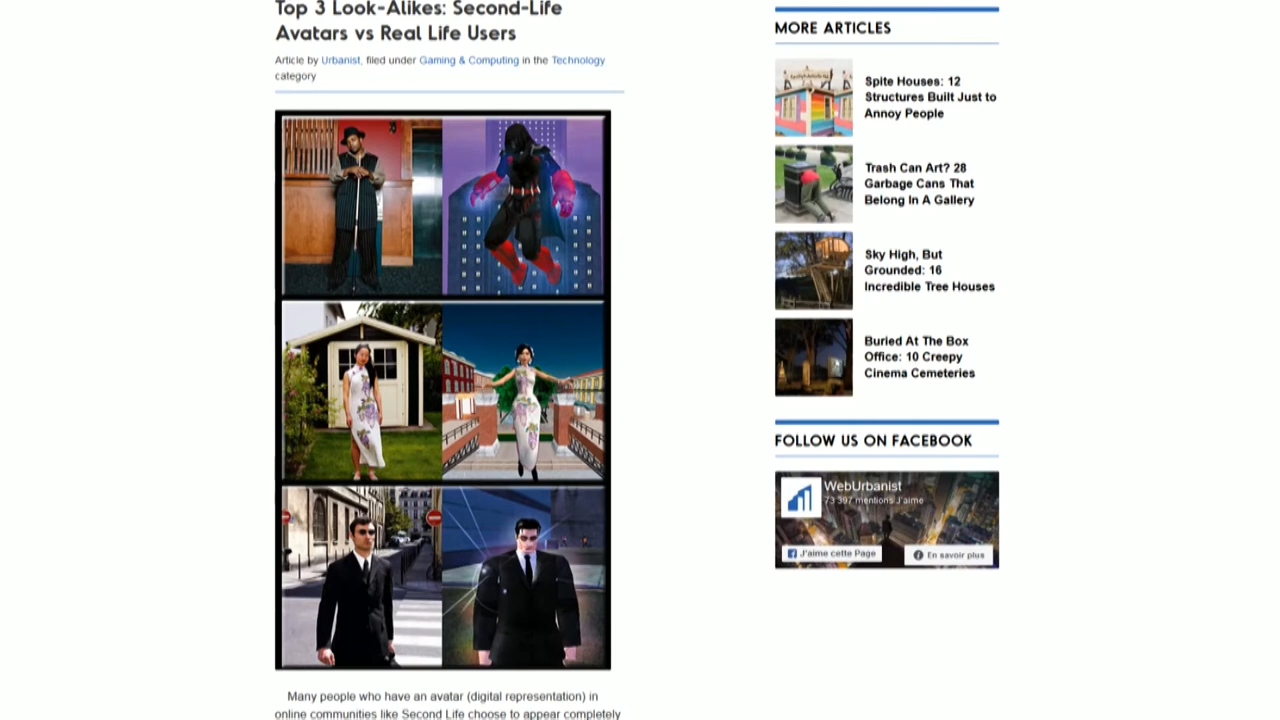 Top 3 Look-Alikes: Second-Life
Avatars vs Real Life Users
Article by Urbanist, filed under Gaming & Computing in the Technology
category
Many people who have an avatar (digital representation) in
online communities like Second Life choose to appear completely
MORE ARTICLES
Spite Houses: 12
Structures Built Just to
Annoy People
Trash Can Art? 28
Garbage Cans That
Belong In A Gallery
Sky High, But
Grounded: 16
Incredible Tree Houses
Buried At The Box
Office: 10 Creepy
Cinema Cemeteries
FOLLOW US ON FACEBOOK
WebUrbanist
73 397 mentions J'aime
J'aime cette Page
En savoir plus